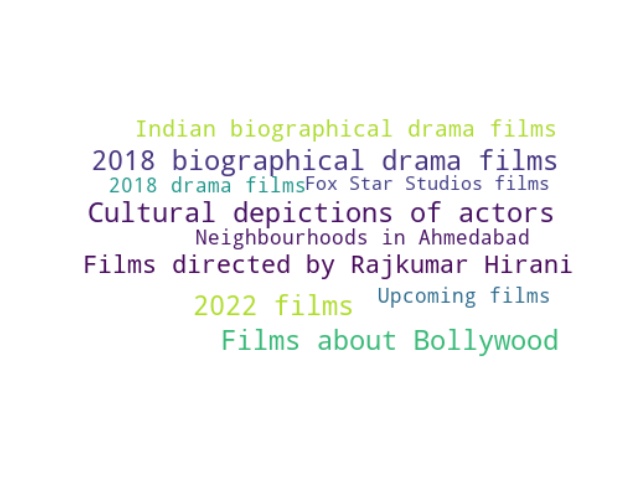 Indian biographical drama films
2018 biographical drama films
2018 drama films Fox Star Studios films
Cultural depictions of actors
Neighbourhoods in Ahmedabad
Films directed by Rajkumar Hirani
Upcoming films
2022 films
Films about Bollywood